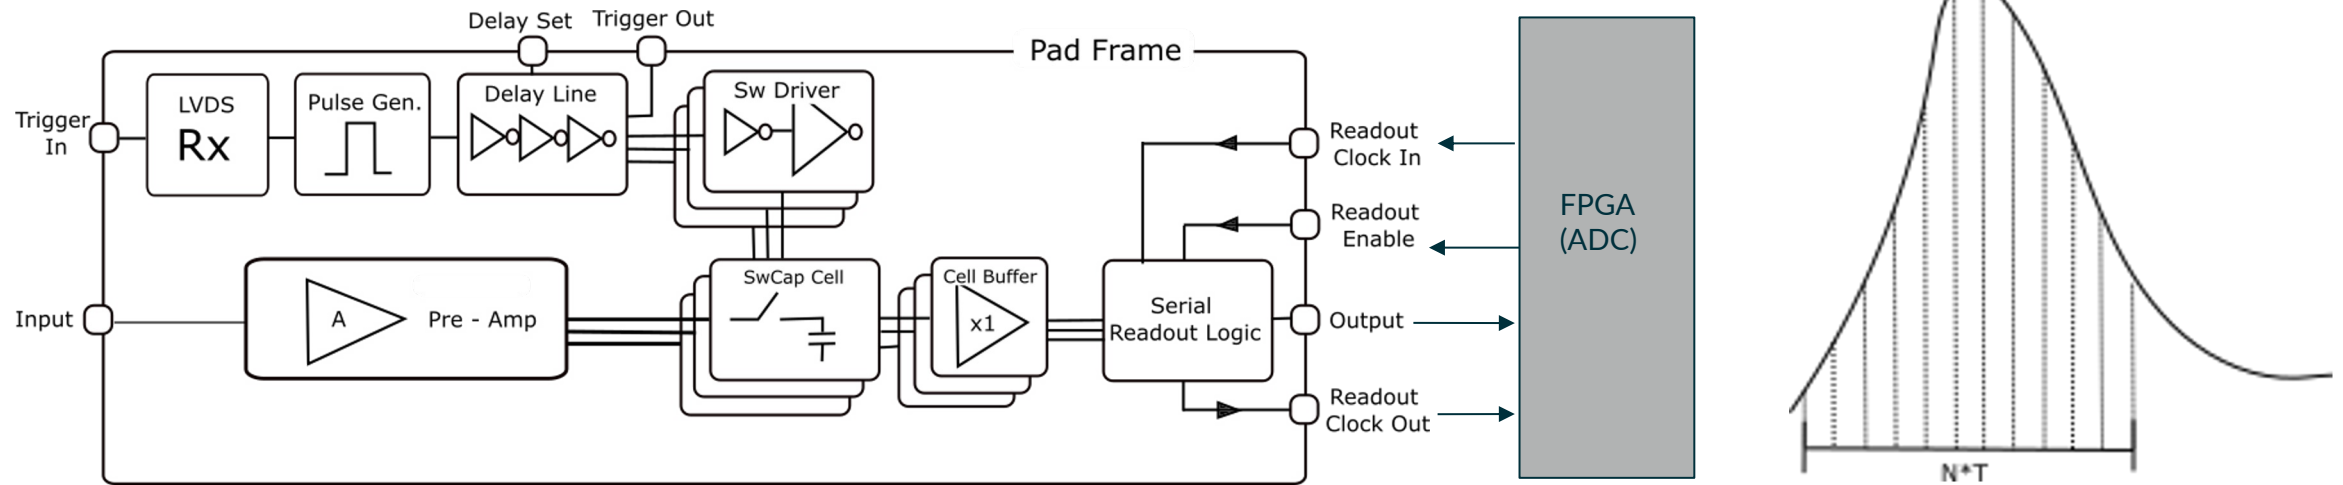 Delay Set
Trigger Out
Pad Frame
Trigger
In
LVDS
Rx
Pulse Gen.
Delay Line
Sw Driver
Readout
Clock In
Readout
Enable
FPGA
(ADC)
Input
A
Pre - Amp
SwCap Cell
Cell Buffer
x1
Serial
Readout Logic
Output
Readout
Clock Out
N*T